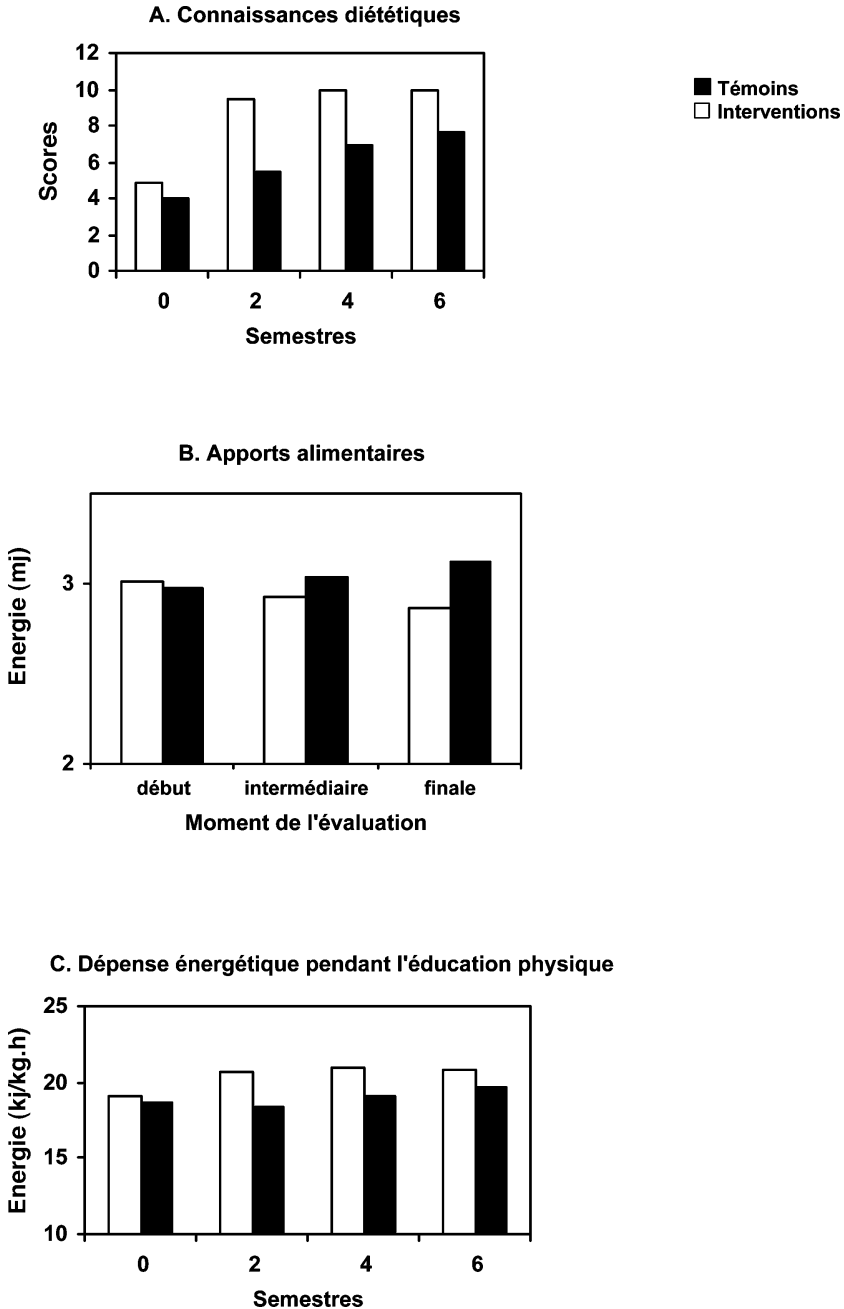 A. Connaissances diététiques
12
10
8
6
4
2
0
Scores
0 2 4 6
Semestres
Témoins
Interventions
B. Apports alimentaires
3
2
Energie (mj)
début intermédiaire finale
Moment de l'évaluation
C. Dépense énergétique pendant l'éducation physique
25
20
15
10
Energie (kj/kg.h)
0 2 4 6
Semestres